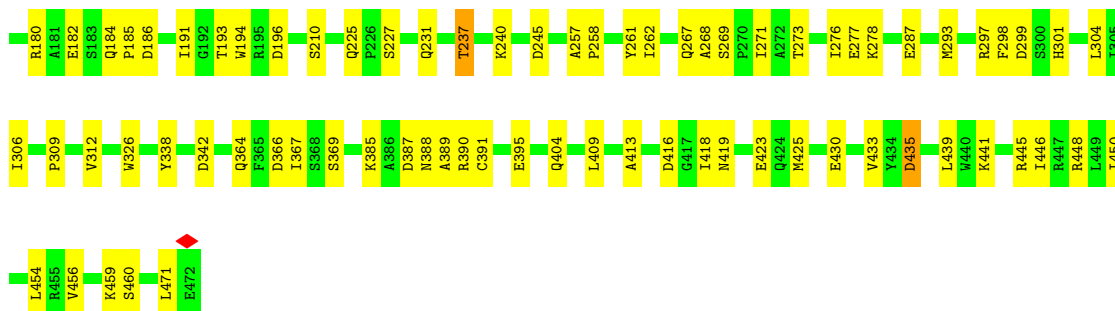 R180 A181 E182 S183 Q184 P185 D186 I191 G192 T193 W194 R195 D196 S210 Q225 P226 S227 Q231 T237 K240 D245 A257 P258 Y261 I262 Q267 A268 S269 P270 I271 A272 T273 I276 E277 K278 E287 M293 R297 F298 D299 S300 H301 L304
I306 P309 V312 W326 Y338 D342 Q364 F365 D366 I367 S368 S369 K385 A386 D387 N388 A389 R390 C391 E395 Q404 L409 A413 D416 G417 I418 N419 E423 Q424 M425 E430 V433 Y434 D435 L439 W440 K441 R445 I446 R447 R448 L449
L454 R455 V456 K459 S460 L471 E472